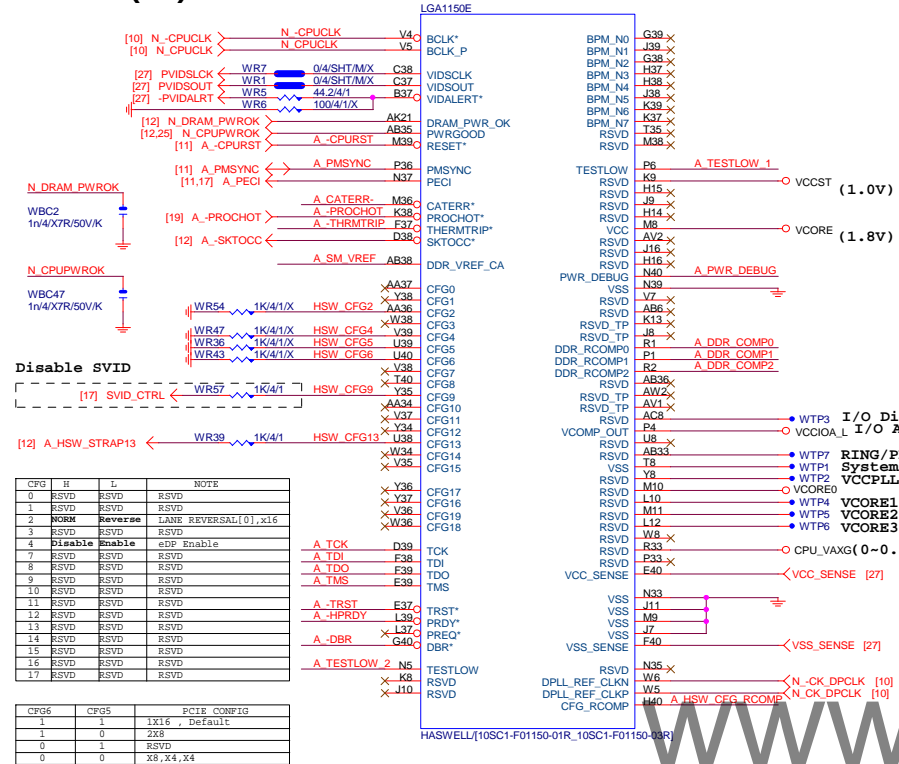 LGA1150E
[10] N_-CPUCLK N_-CPUCLK V4 BCLK* BPM_N0 G39
[10] N_CPUCLK N_CPUCLK V5 BCLK_P BPM_N1 J39
BPM_N2 G38
[27] PVIDSLCK WR7 0/4/SHT/M/X C38 VIDSCLK BPM_N3 H37
[27] PVIDSOUT WR1 0/4/SHT/M/X C37 VIDSOUT BPM_N4 H38
[27] -PVIDALRT WR5 44.2/4/1 B37 VIDALERT* BPM_N5 J38
WR6 100/4/1/X BPM_N6 K39
BPM_N7 K37
[12] N_DRAM_PWROK AK21 DRAM_PWR_OK
[12,25] N_CPUPWROK AB35 PWRGOOD RSVD T35
[11] A_-CPURST A_-CPURST M39 RESET* RSVD M38
[11] A_PMSYNC A_PMSYNC P36 PMSYNC TESTLOW P6 A_TESTLOW_1
[11,17] A_PECI N37 PECI RSVD K9 VCCST (1.0V)
RSVD H15
A_CATERR- M36 CATERR* RSVD J9
[19] A_-PROCHOT A_-PROCHOT K38 PROCHOT* RSVD H14
A_-THRMTRIP F37 THERMTRIP* VCC M8 VCORE (1.8V)
[12] A_-SKTOCC D38 SKTOCC* RSVD AV2
RSVD J16
A_SM_VREF AB38 DDR_VREF_CA RSVD H16
PWR_DEBUG N40 A_PWR_DEBUG
N_DRAM_PWROK
WBC2
1n/4/X7R/50V/K
N_CPUPWROK
WBC47
1n/4/X7R/50V/K
AA37 CFG0 VSS N39
Y38 CFG1 RSVD V7
WR54 1K/4/1/X HSW_CFG2 AA36 CFG2 RSVD AB6
W38 CFG3 RSVD_TP K13
WR47 1K/4/1/X HSW_CFG4 V39 CFG4 RSVD_TP J8
WR36 1K/4/1/X HSW_CFG5 U39 CFG5 DDR_RCOMP0 R1 A_DDR_COMP0
WR43 1K/4/1/X HSW_CFG6 U40 CFG6 DDR_RCOMP1 P1 A_DDR_COMP1
V38 CFG7 DDR_RCOMP2 R2 A_DDR_COMP2
T40 CFG8 RSVD AB36
Disable SVID
[17] SVID_CTRL WR57 1K/4/1 HSW_CFG9 Y35 CFG9 RSVD_TP AW2
AA34 CFG10 RSVD_TP AV1
V37 CFG11 RSVD AC8 WTP3 I/O Di
Y34 CFG12 VCOMP_OUT P4 VCCIOA_L I/O A
[12] A_HSW_STRAP13 WR39 1K/4/1 HSW_CFG13 U38 CFG13 RSVD U8
W34 CFG14 RSVD AB33 WTP7 RING/P
V35 CFG15 VSS T8 WTP1 System
RSVD Y8 WTP2 VCCPLL
Y36 CFG17 RSVD M10 VCORE0
Y37 CFG16 RSVD L10 WTP4 VCORE1
V36 CFG19 RSVD M11 WTP5 VCORE2
W36 CFG18 RSVD L12 WTP6 VCORE3
RSVD W8
A_TCK D39 TCK RSVD R33 CPU_VAXG(0~0.
A_TDI F38 TDI RSVD P33
A_TDO F39 TDO VCC_SENSE E40 VCC_SENSE [27]
A_TMS E39 TMS
A_-TRST E37 TRST* VSS N33
A_-HPRDY L39 PRDY* VSS J11
L37 PREQ* VSS M9
A_-DBR G40 DBR* VSS J7
VSS_SENSE F40 VSS_SENSE [27]
A_TESTLOW_2 N5 TESTLOW RSVD N35
K8 RSVD DPLL_REF_CLKN W6 N_-CK_DPCLK [10]
J10 RSVD DPLL_REF_CLKP W5 N_CK_DPCLK [10]
CFG_RCOMP H40 A_HSW_CFG_RCOMP
HASWELL/[10SC1-F01150-01R_10SC1-F01150-03R]
CFG H L NOTE
0 RSVD RSVD RSVD
1 RSVD RSVD RSVD
2 NORM Reverse LANE REVERSAL[0],x16
3 RSVD RSVD RSVD
4 Disable Enable eDP Enable
7 RSVD RSVD RSVD
8 RSVD RSVD RSVD
9 RSVD RSVD RSVD
10 RSVD RSVD RSVD
11 RSVD RSVD RSVD
12 RSVD RSVD RSVD
13 RSVD RSVD RSVD
14 RSVD RSVD RSVD
15 RSVD RSVD RSVD
16 RSVD RSVD RSVD
17 RSVD RSVD RSVD
CFG6 CFG5 PCIE CONFIG
1 1 1X16 , Default
1 0 2X8
0 1 RSVD
0 0 X8,X4,X4
WWW